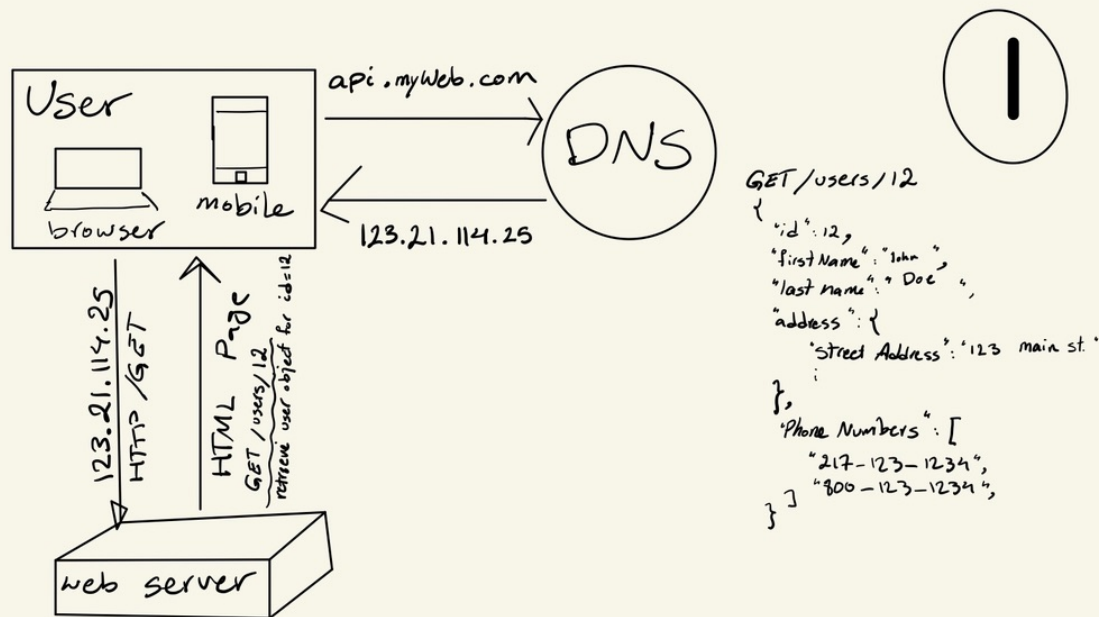 User
browser
mobile
api.myWeb.com
123.21.114.25
DNS
1
123.21.114.25
HTTP/GET
HTML Page
GET/users/12
retrieve user object for id=12
web server
GET/users/12
{
"id": 12,
"first Name": "John",
"last name": "Doe",
"address": {
"street Address": "123 main st."
:
},
"Phone Numbers": [
"217-123-1234",
"800-123-1234",
]
}